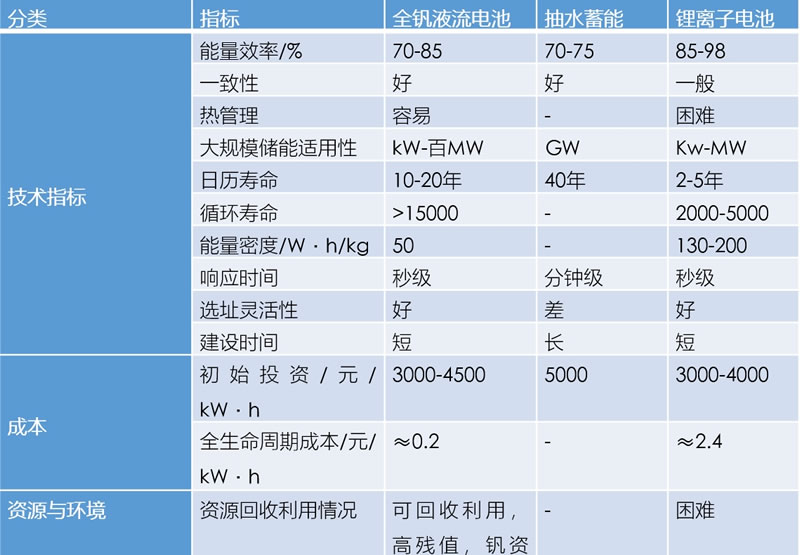 分类 指标 全钒液流电池 抽水蓄能 锂离子电池
能量效率/% 70-85 70-75 85-98
一致性 好 好 一般
热管理 容易 - 困难
大规模储能适用性 kW-百MW GW Kw-MW
日历寿命 10-20年 40年 2-5年
技术指标
循环寿命 >15000 - 2000-5000
能量密度/W·h/kg 50 - 130-200
响应时间 秒级 分钟级 秒级
选址灵活性 好 差 好
建设时间 短 长 短
初始投资/元/ 3000-4500 5000 3000-4000
kW·h
成本
全生命周期成本/元/ ≈0.2 - ≈2.4
kW·h
资源与环境 资源回收利用情况 可回收利用， - 困难
高残值，钒资